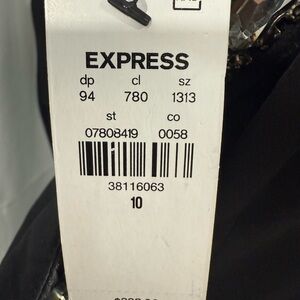 EXPRESS
dp cl sz
94 780 1313
st co
07808419 0058
38116063
10